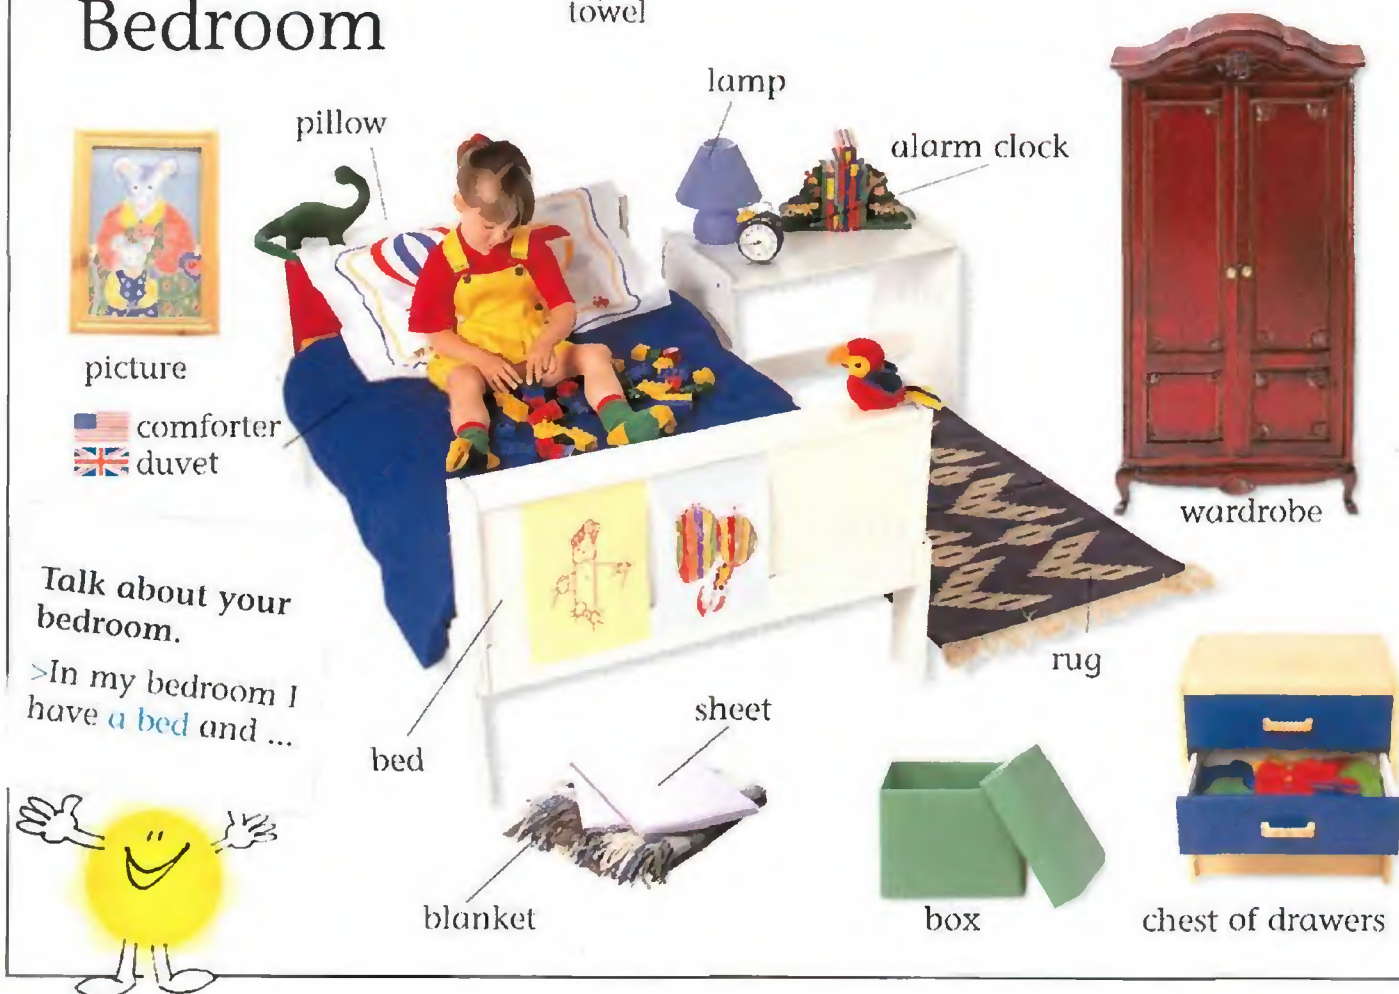 towel
Bedroom
lamp
pillow
alarm clock
picture
comforter
duvet
wardrobe
Talk about your
bedroom.
>In my bedroom I
have a bed and ...
rug
sheet
bed
blanket
box
chest of drawers